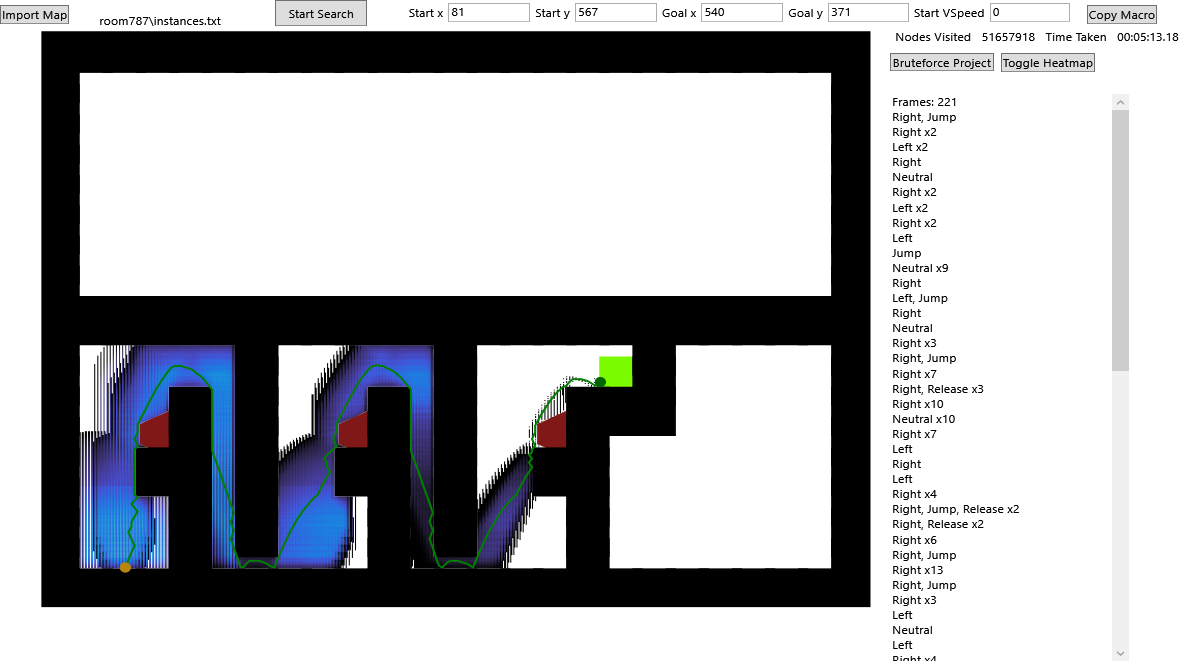 Import Map
room787\instances.txt
Start Search
Start x 81 Start y 567 Goal x 540 Goal y 371 Start VSpeed 0
Copy Macro
Nodes Visited 51657918 Time Taken 00:05:13.18
Bruteforce Project Toggle Heatmap
Frames: 221
Right, Jump
Right x2
Left x2
Right
Neutral
Right x2
Left x2
Right x2
Left
Jump
Neutral x9
Right
Left, Jump
Right
Neutral
Right x3
Right, Jump
Right x7
Right, Release x3
Right x10
Neutral x10
Right x7
Left
Right
Left
Right x4
Right, Jump, Release x2
Right, Release x2
Right x6
Right, Jump
Right x13
Right, Jump
Right x3
Left
Neutral
Left
Right x4